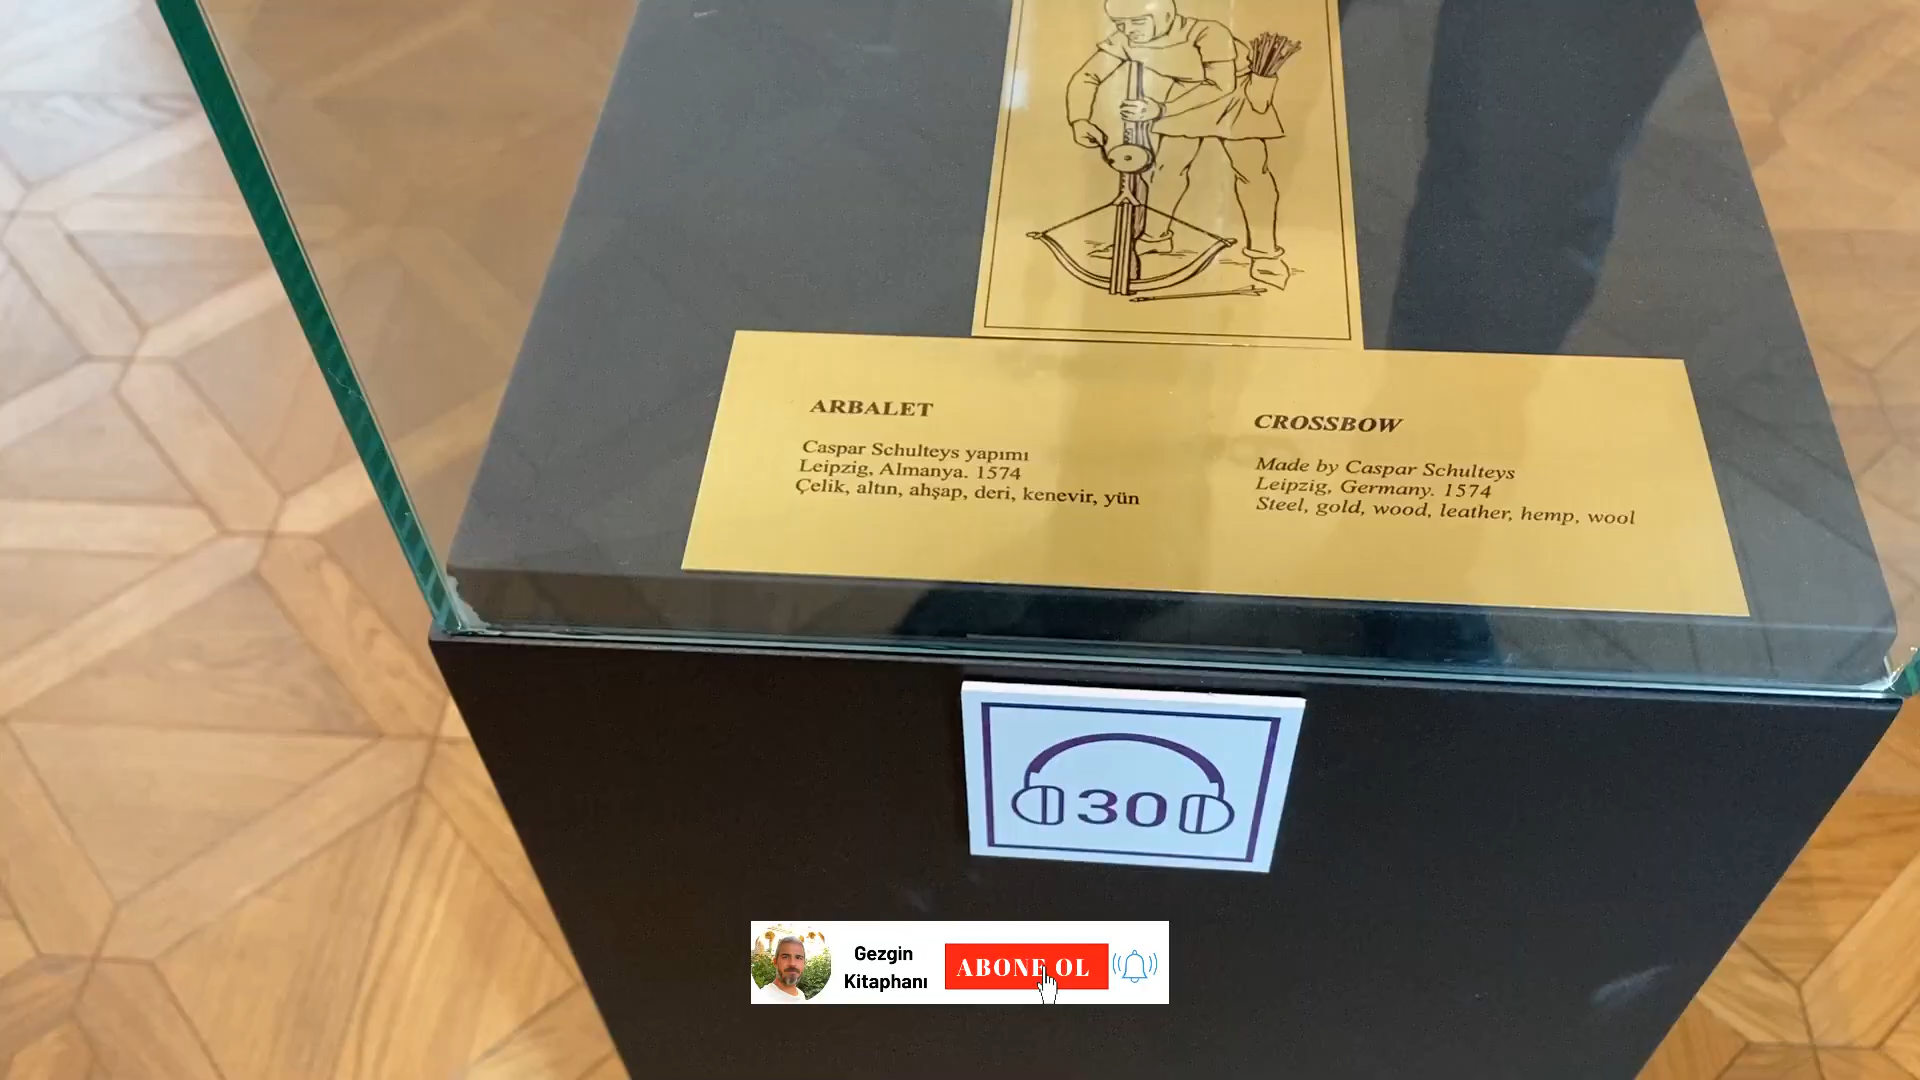 ARBALET
Caspar Schulteys yapımı
Leipzig, Almanya. 1574
Çelik, altın, ahşap, deri, kenevir, yün
CROSSBOW
Made by Caspar Schulteys
Leipzig, Germany. 1574
Steel, gold, wood, leather, hemp, wool
30
Gezgin
Kitaphanı
ABONE OL